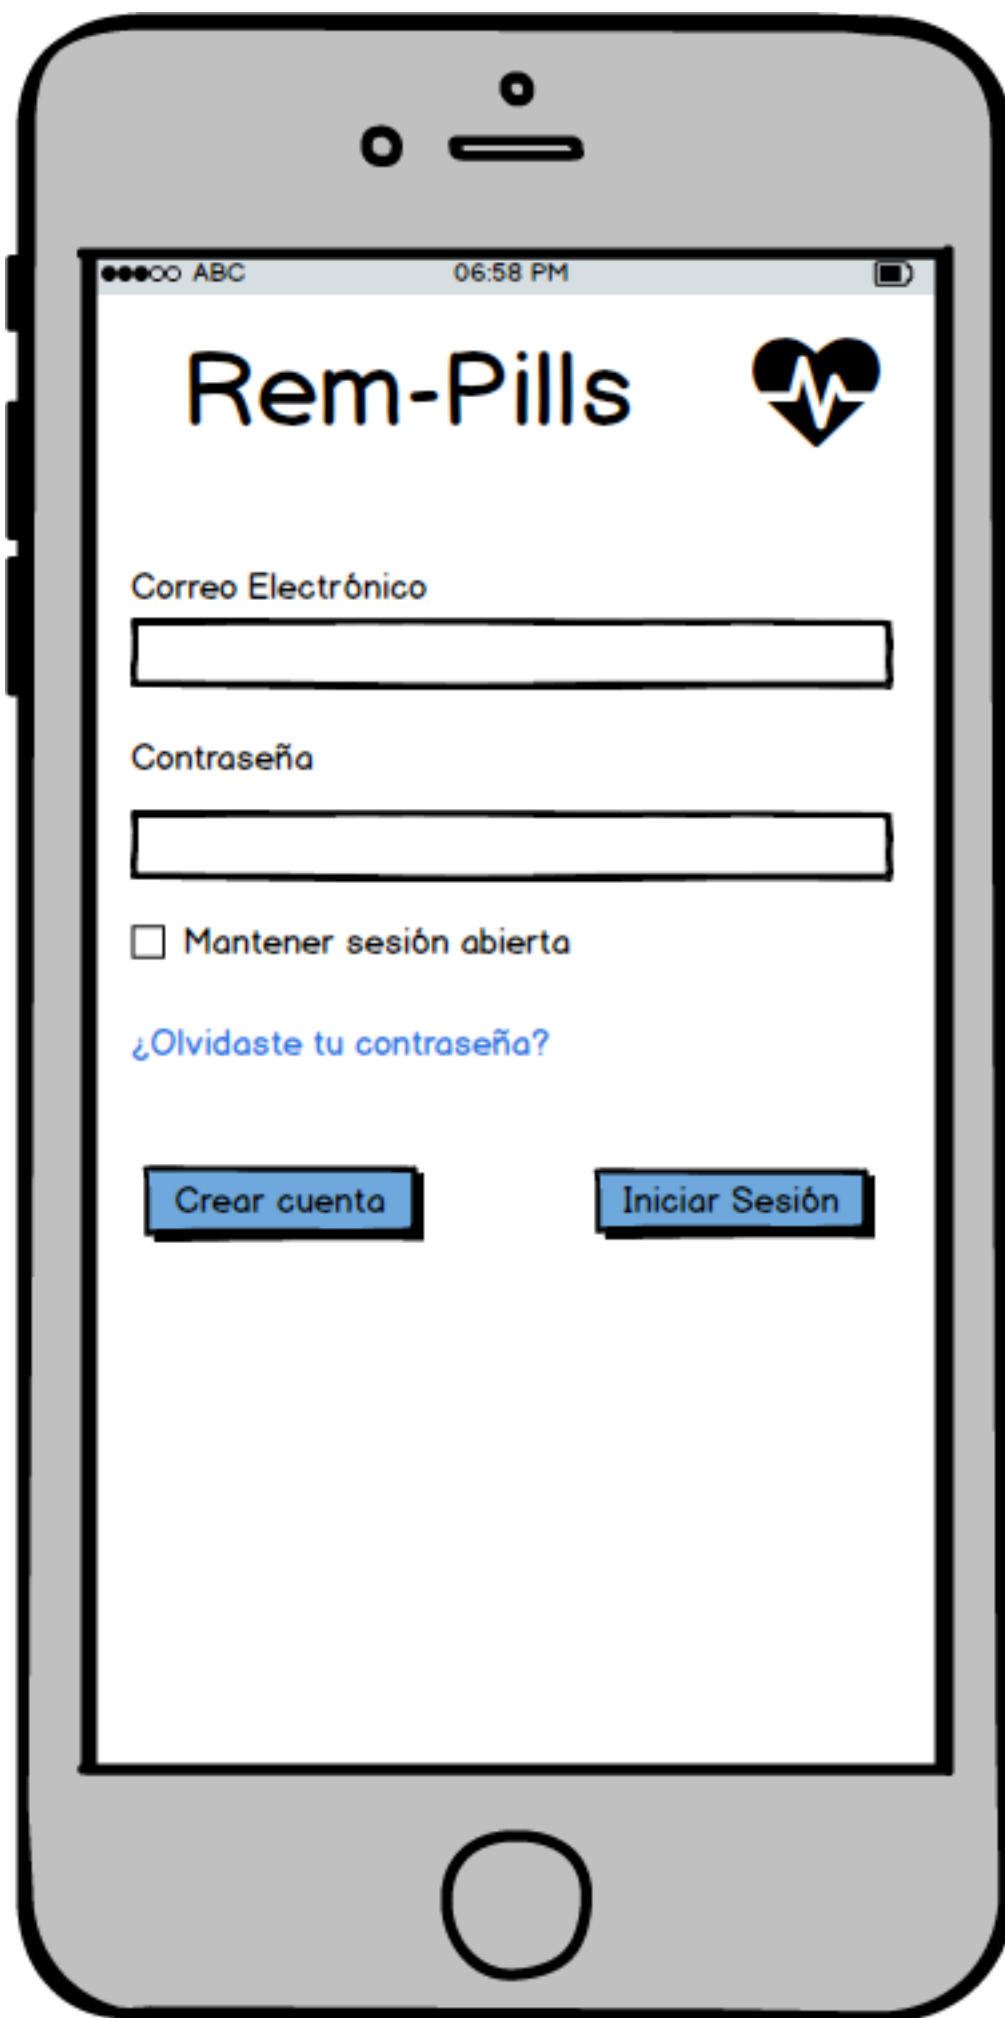 ABC 06:58 PM
Rem-Pills
Correo Electrónico
Contraseña
Mantener sesión abierta
¿Olvidaste tu contraseña?
Crear cuenta Iniciar Sesión